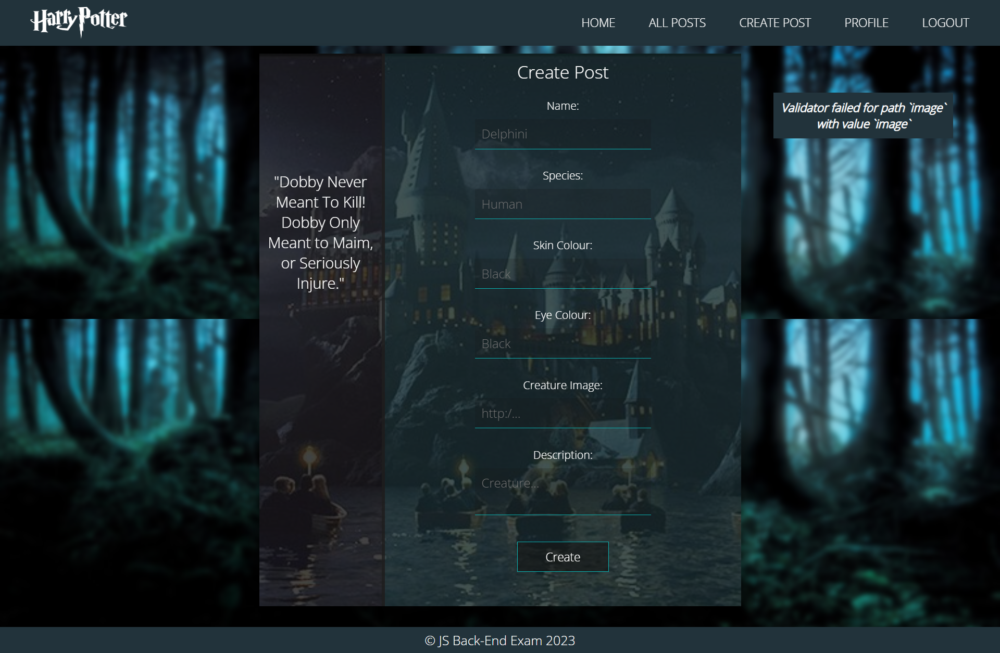 Harry Potter
HOME
ALL POSTS
CREATE POST
PROFILE
LOGOUT
"Dobby Never
Meant To Kill!
Dobby Only
Meant to Maim,
or Seriously
Injure."
Create Post
Name:
Delphini
Species:
Human
Skin Colour:
Black
Eye Colour:
Black
Creature Image:
http:/...
Description:
Creature...
Create
Validator failed for path `image`
with value `image`
© JS Back-End Exam 2023